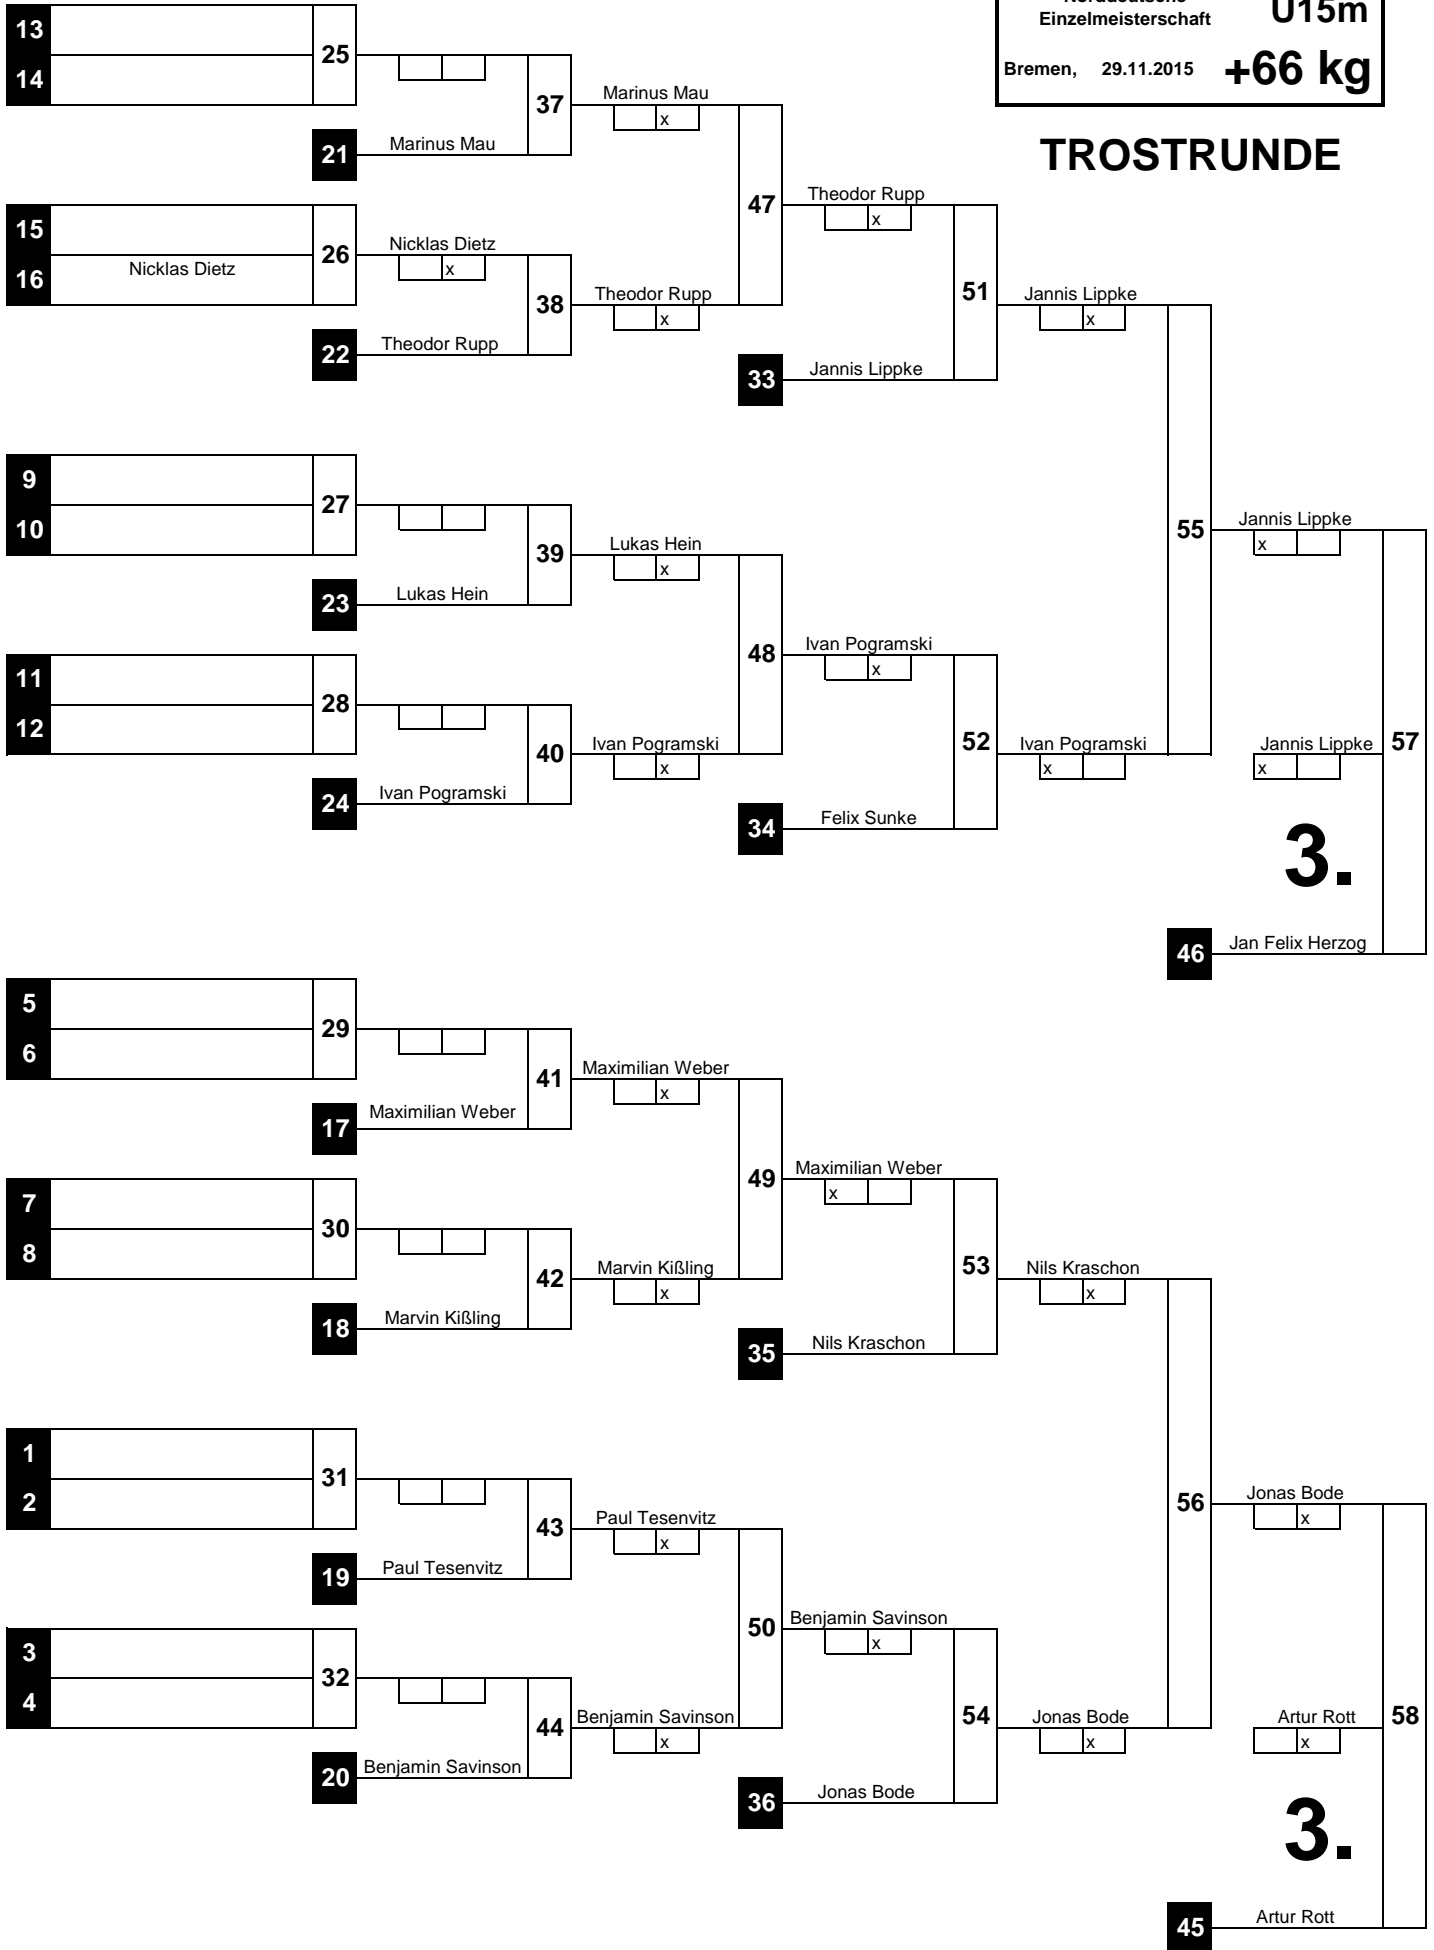 Norddeutsche
Einzelmeisterschaft
U15m
Bremen, 29.11.2015
+66 kg
TROSTRUNDE
13
14
25
21
Marinus Mau
37
Marinus Mau
x
15
16
Nicklas Dietz
26
Nicklas Dietz
x
22
Theodor Rupp
38
Theodor Rupp
x
47
Theodor Rupp
x
33
Jannis Lippke
51
Jannis Lippke
x
9
10
27
23
Lukas Hein
39
Lukas Hein
x
11
12
28
24
Ivan Pogramski
40
Ivan Pogramski
x
48
Ivan Pogramski
x
34
Felix Sunke
52
Ivan Pogramski
x
55
Jannis Lippke
x
Jannis Lippke
x
57
3.
46
Jan Felix Herzog
5
6
29
17
Maximilian Weber
41
Maximilian Weber
x
7
8
30
18
Marvin Kißling
42
Marvin Kißling
x
49
Maximilian Weber
x
35
Nils Kraschon
53
Nils Kraschon
x
1
2
31
19
Paul Tesenvitz
43
Paul Tesenvitz
x
3
4
32
20
Benjamin Savinson
44
Benjamin Savinson
x
50
Benjamin Savinson
x
36
Jonas Bode
54
Jonas Bode
x
56
Jonas Bode
x
Artur Rott
x
58
3.
45
Artur Rott